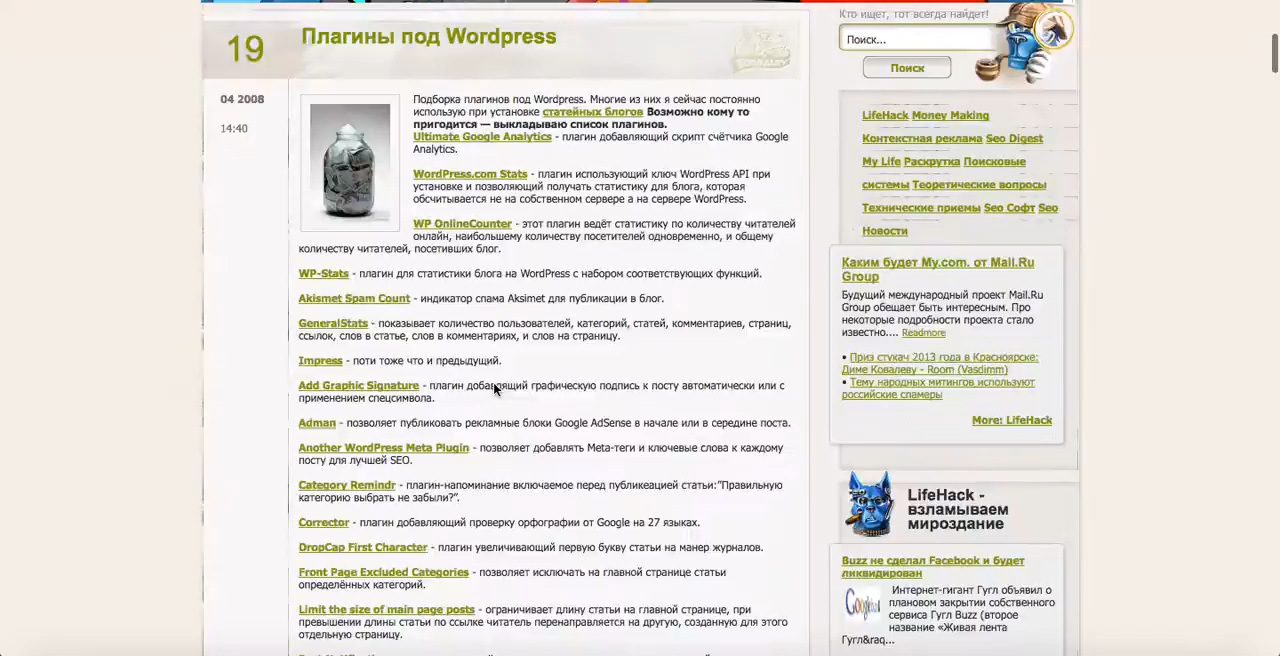 19
Плагины под Wordpress
04 2008
14:40
Подборка плагинов под Wordpress. Многие из них я сейчас постоянно
использую при установке статейных блогов Возможно кому то
пригодится — выкладываю список плагинов.
Ultimate Google Analytics - плагин добавляющий скрипт счётчика Google
Analytics.
WordPress.com Stats - плагин использующий ключ WordPress API при
установке и позволяющий получать статистику для блога, которая
обсчитывается не на собственном сервере а на сервере WordPress.
WP OnlineCounter - этот плагин ведёт статистику по количеству читателей
онлайн, наибольшему количеству посетителей одновременно, и общему
количеству читателей, посетивших блог.
WP-Stats - плагин для статистики блога на WordPress с набором соответствующих функций.
Akismet Spam Count - индикатор спама Aksimet для публикации в блог.
GeneralStats - показывает количество пользователей, категорий, статей, комментариев, страниц,
ссылок, слов в статье, слов в комментариях, и слов на страницу.
Impress - поти тоже что и предыдущий.
Add Graphic Signature - плагин добавящий графическую подпись к посту автоматически или с
применением спецсимвола.
Adman - позволяет публиковать рекламные блоки Google AdSense в начале или в середине поста.
Another WordPress Meta Plugin - позволяет добавлять Meta-теги и ключевые слова к каждому
посту для лучшей SEO.
Category Remindr - плагин-напоминание включаемое перед публикеацией статьи:"Правильную
категорию выбрать не забыли?".
Corrector - плагин добавляющий проверку орфографии от Google на 27 языках.
DropCap First Character - плагин увеличивающий первую букву статьи на манер журналов.
Front Page Excluded Categories - позволяет исключать на главной странице статьи
определённых категорий.
Limit the size of main page posts - ограничивает длину статьи на главной странице, при
превышении длины статьи по ссылке читатель перенаправляется на другую, созданную для этого
отдельную страницу.
Кто ищет, тот всегда найдет!
Поиск...
Поиск
LifeHack Money Making
Контекстная реклама Seo Digest
My Life Раскрутка Поисковые
системы Теоретические вопросы
Технические приемы Seo Софт Seo
Новости
Каким будет My.com. от Mail.Ru
Group
Будущий международный проект Mail.Ru
Group обещает быть интересным. Про
некоторые подробности проекта стало
известно.... Readmore
• Приз стукач 2013 года в Красноярске:
Диме Ковалеву - Room (Vasdimm)
• Тему народных митингов используют
российские спамеры
More: LifeHack
LifeHack -
взламываем
мироздание
Buzz не сделал Facebook и будет
ликвидирован
Интернет-гигант Гугл объявил о
плановом закрытии собственного
сервиса Гугл Buzz (второе
название «Живая лента
Гугл&raq...